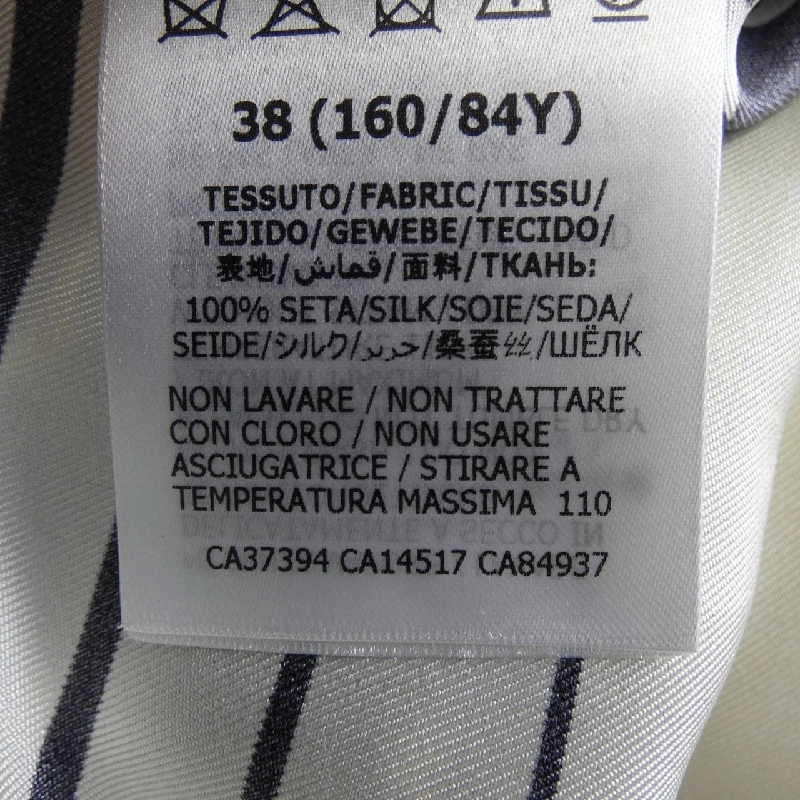 38 (160/84Y)
TESSUTO/FABRIC/TISSU/
TEJIDO/GEWEBE/TECIDO/
表地/قماش/面料/ТКАНЬ:
100% SETA/SILK/SOIE/SEDA/
SEIDE/シルク/حرير/桑蚕丝/ШЁЛК
NON LAVARE / NON TRATTARE
CON CLORO / NON USARE
ASCIUGATRICE / STIRARE A
TEMPERATURA MASSIMA 110
CA37394 CA14517 CA84937